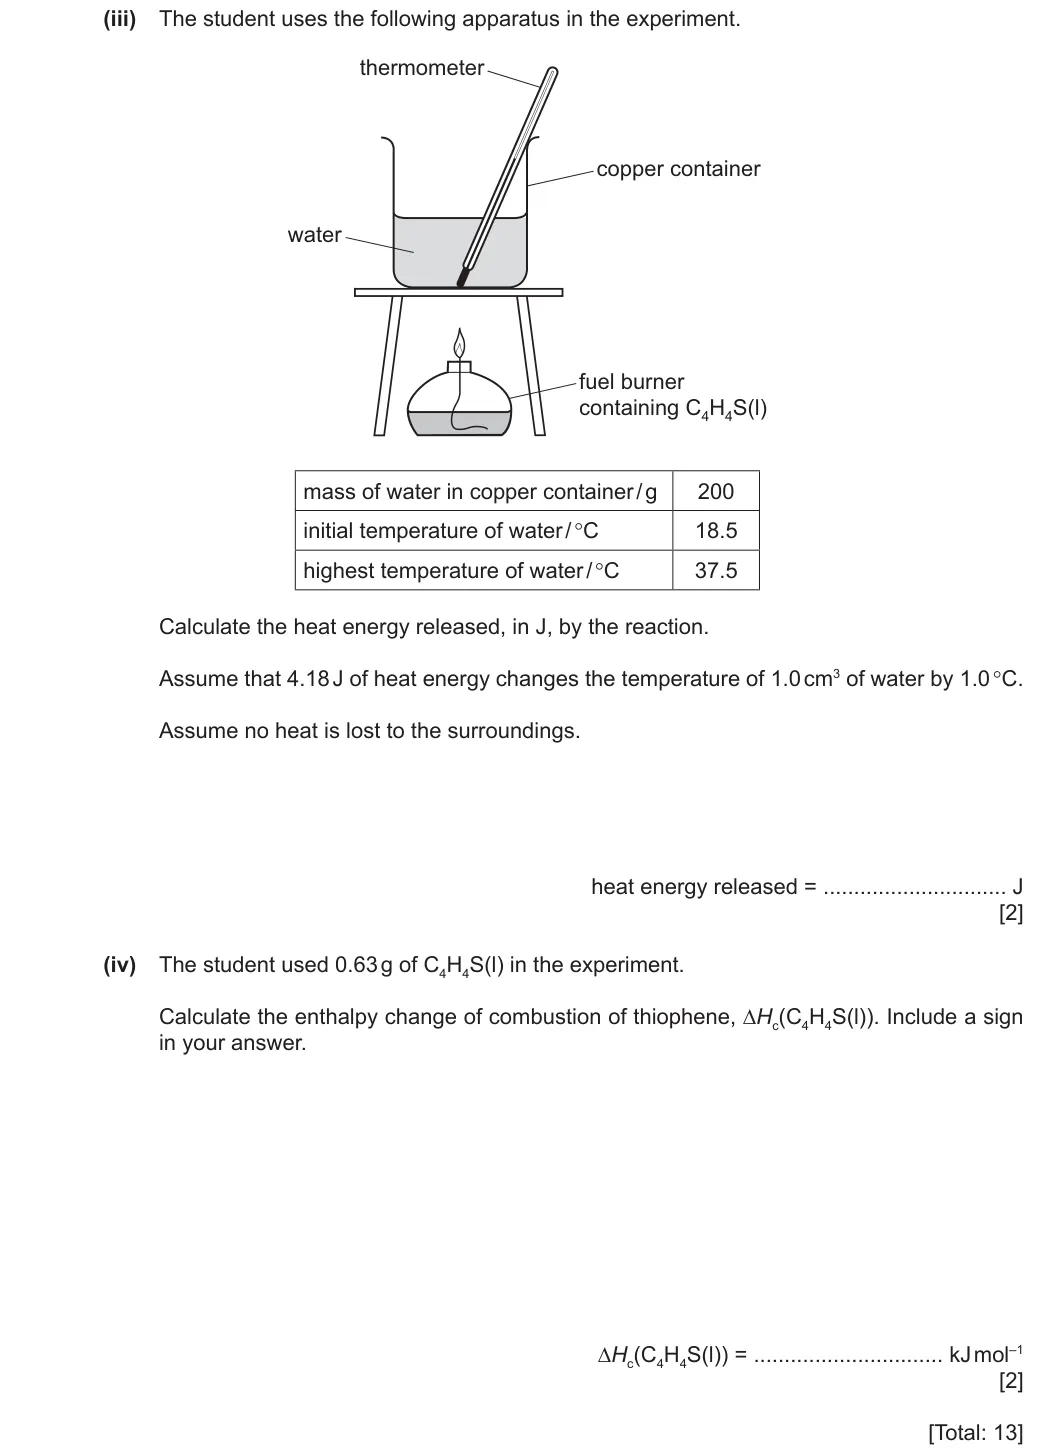 (iii) The student uses the following apparatus in the experiment.
thermometer
copper container
water
fuel burner
containing C₄H₄S(l)
mass of water in copper container / g 200
initial temperature of water / °C 18.5
highest temperature of water / °C 37.5
Calculate the heat energy released, in J, by the reaction.
Assume that 4.18 J of heat energy changes the temperature of 1.0 cm³ of water by 1.0 °C.
Assume no heat is lost to the surroundings.
heat energy released = .............................. J
[2]
(iv) The student used 0.63 g of C₄H₄S(l) in the experiment.
Calculate the enthalpy change of combustion of thiophene, ΔH_c(C₄H₄S(l)). Include a sign
in your answer.
ΔH_c(C₄H₄S(l)) = ............................... kJ mol⁻¹
[2]
[Total: 13]